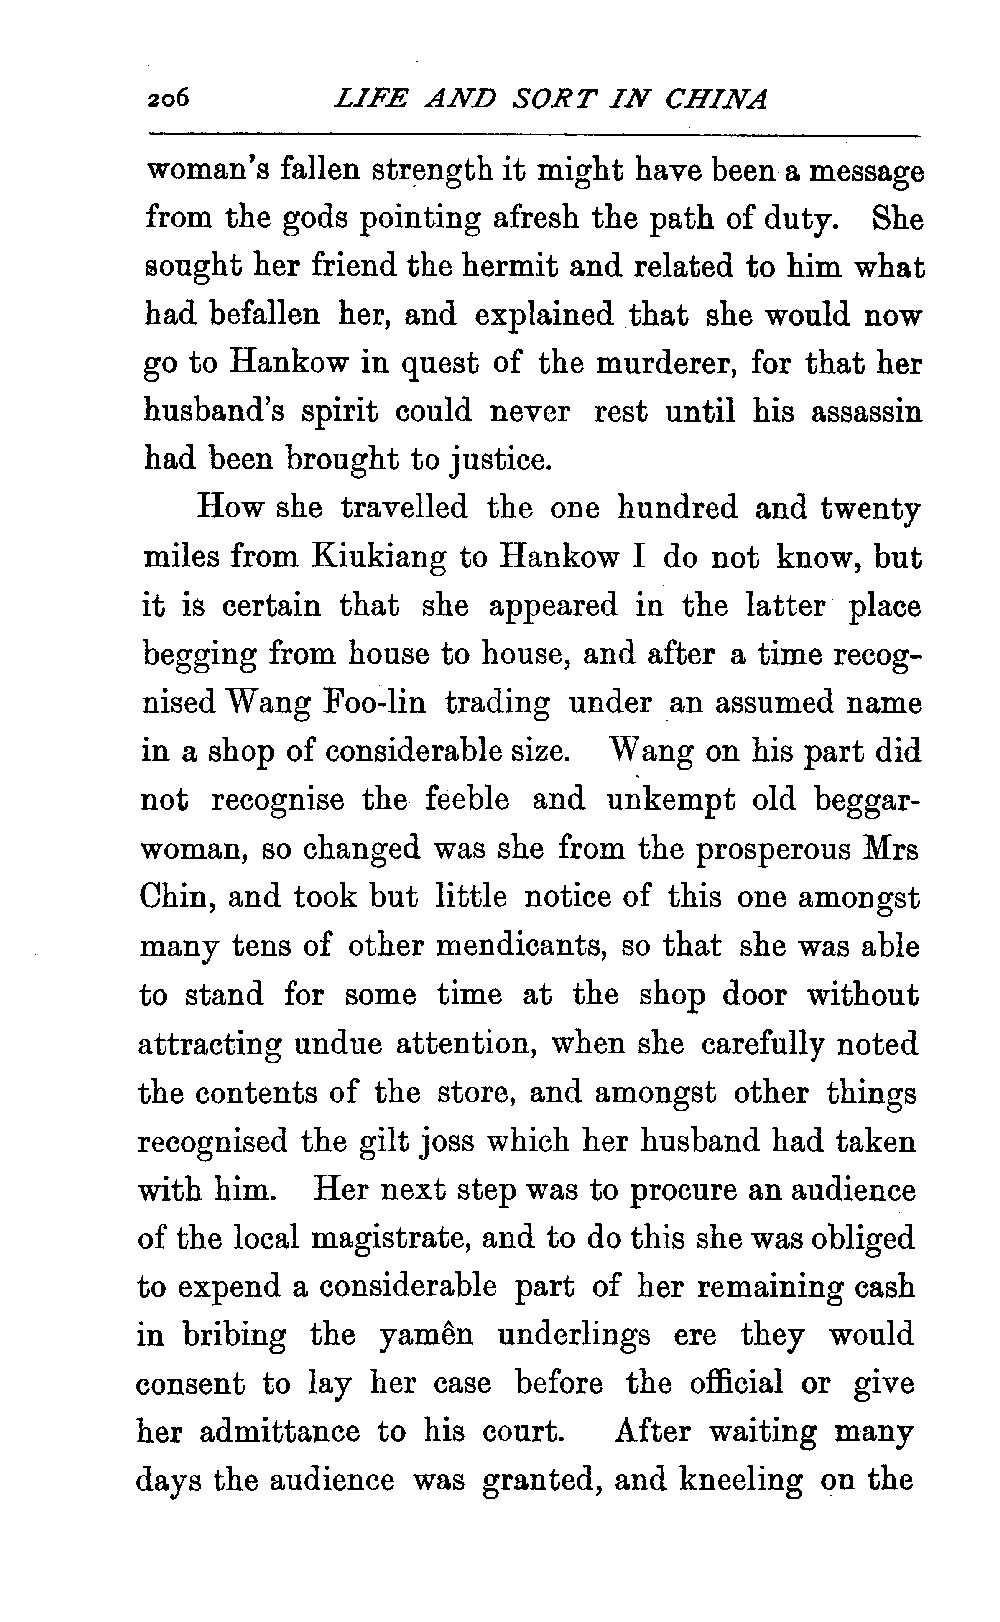 206 LIFE AND SORT IN CHINA
woman's fallen strength it might have been a message
from the gods pointing afresh the path of duty. She
sought her friend the hermit and related to him what
had befallen her, and explained that she would now
go to Hankow in quest of the murderer, for that her
husband's spirit could never rest until his assassin
had been brought to justice.
How she travelled the one hundred and twenty
miles from Kiukiang to Hankow I do not know, but
it is certain that she appeared in the latter place
begging from house to house, and after a time recog-
nised Wang Foo-lin trading under an assumed name
in a shop of considerable size. Wang on his part did
not recognise the feeble and unkempt old beggar-
woman, so changed was she from the prosperous Mrs
Chin, and took but little notice of this one amongst
many tens of other mendicants, so that she was able
to stand for some time at the shop door without
attracting undue attention, when she carefully noted
the contents of the store, and amongst other things
recognised the gilt joss which her husband had taken
with him. Her next step was to procure an audience
of the local magistrate, and to do this she was obliged
to expend a considerable part of her remaining cash
in bribing the yamên underlings ere they would
consent to lay her case before the official or give
her admittance to his court. After waiting many
days the audience was granted, and kneeling on the